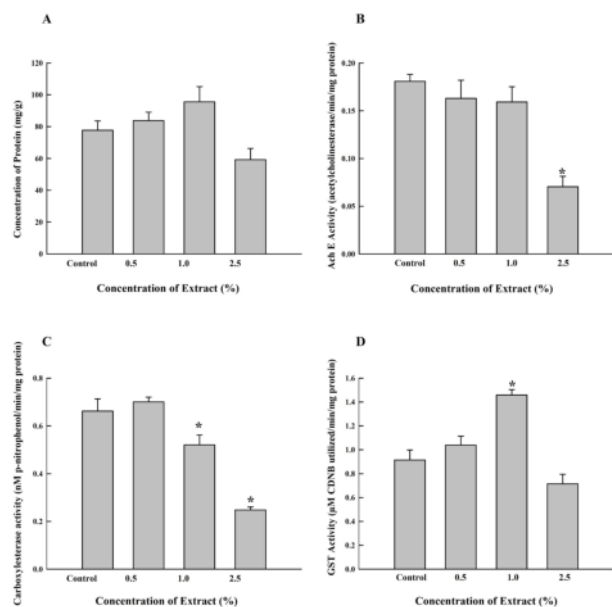 A
Concentration of Protein (mg/g)
120
100
80
60
40
20
0
Control
0.5
1.0
2.5
Concentration of Extract (%)
B
Ach E Activity (acetylcholinesterase/min/mg protein)
0.20
0.15
0.10
0.05
0.00
*
Control
0.5
1.0
2.5
Concentration of Extract (%)
C
Carboxylesterase activity (nM p-nitrophenol/min/mg protein)
0.8
0.6
0.4
0.2
0.0
*
*
Control
0.5
1.0
2.5
Concentration of Extract (%)
D
GST Activity (µM CDNB utilized/min/mg protein)
1.6
1.4
1.2
1.0
0.8
0.6
0.4
0.2
0.0
*
Control
0.5
1.0
2.5
Concentration of Extract (%)